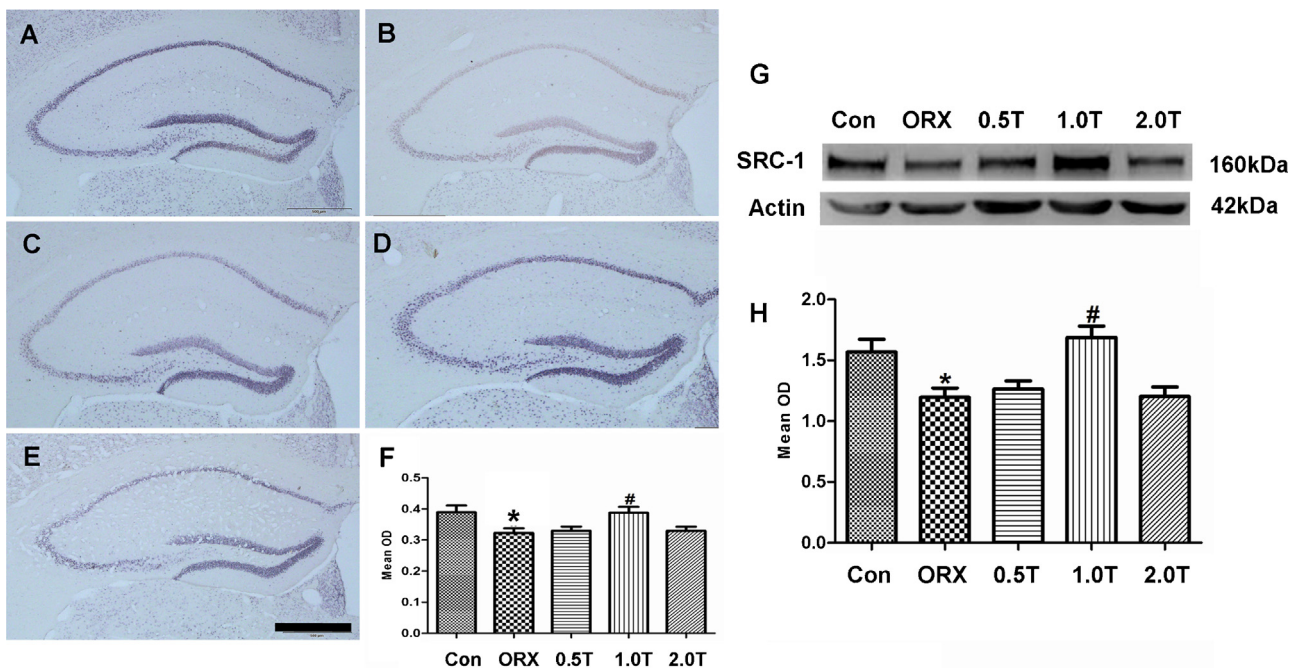 A
B
C
D
E
F
0.5
0.4
0.3
0.2
0.1
0.0
Mean OD
*
#
Con ORX 0.5T 1.0T 2.0T
G
Con ORX 0.5T 1.0T 2.0T
SRC-1 160kDa
Actin 42kDa
H
2.0
1.5
1.0
0.5
0.0
Mean OD
*
#
Con ORX 0.5T 1.0T 2.0T